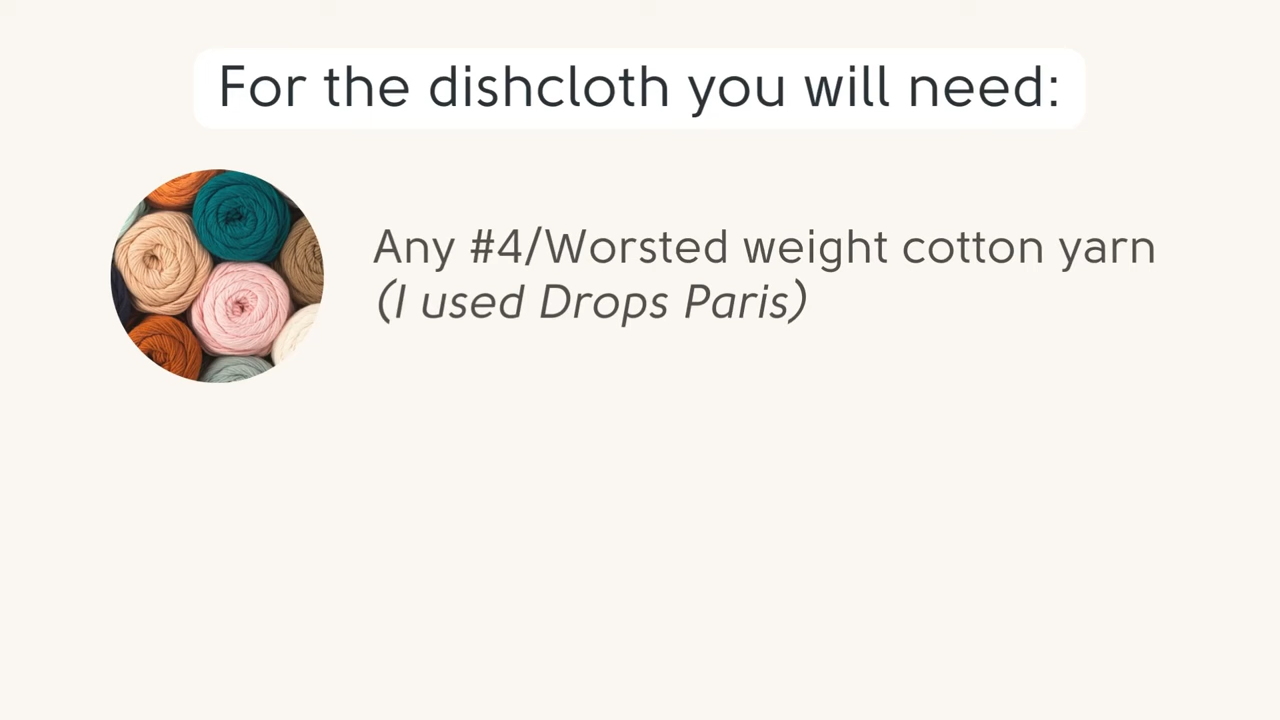 For the dishcloth you will need:
Any #4/Worsted weight cotton yarn
(I used Drops Paris)